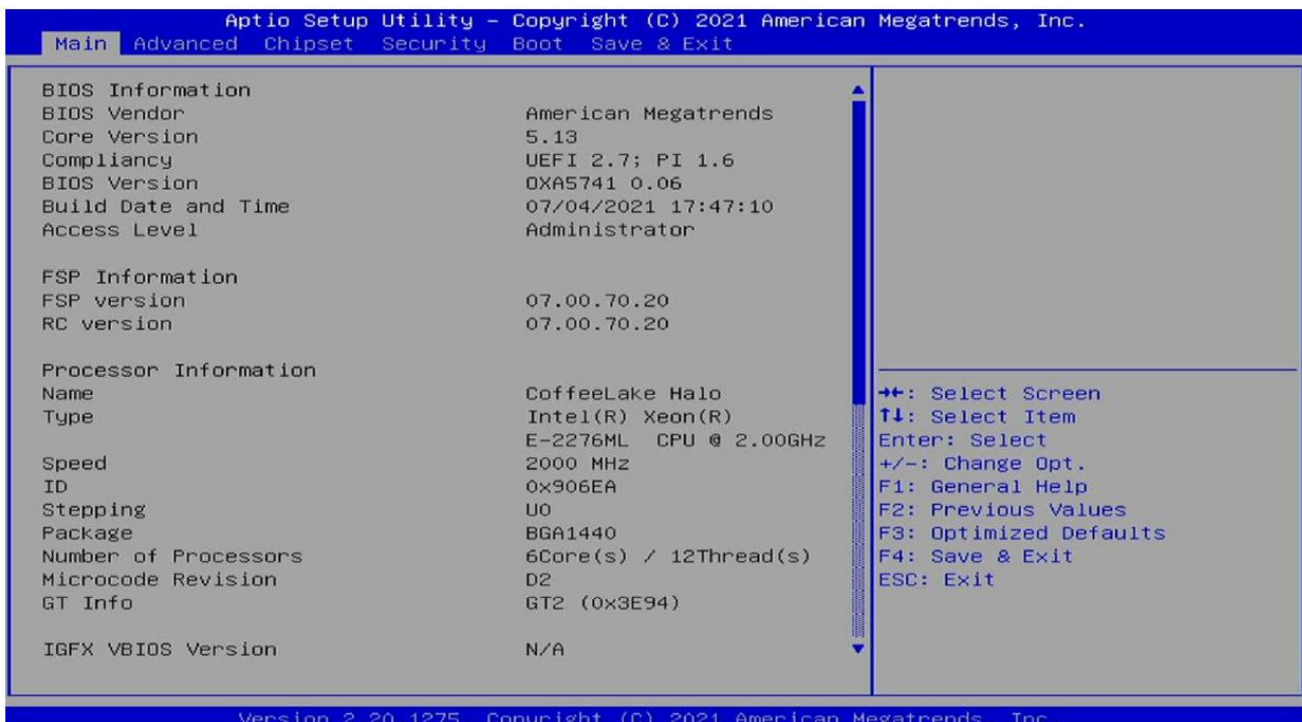 Aptio Setup Utility – Copyright (C) 2021 American Megatrends, Inc.
Main Advanced Chipset Security Boot Save & Exit
BIOS Information
BIOS Vendor American Megatrends
Core Version 5.13
Compliancy UEFI 2.7; PI 1.6
BIOS Version 0XA5741 0.06
Build Date and Time 07/04/2021 17:47:10
Access Level Administrator
FSP Information
FSP version 07.00.70.20
RC version 07.00.70.20
Processor Information
Name CoffeeLake Halo
Type Intel(R) Xeon(R)
E-2276ML CPU @ 2.00GHz
Speed 2000 MHz
ID 0x906EA
Stepping U0
Package BGA1440
Number of Processors 6Core(s) / 12Thread(s)
Microcode Revision D2
GT Info GT2 (0x3E94)
IGFX VBIOS Version N/A
→←: Select Screen
↑↓: Select Item
Enter: Select
+/-: Change Opt.
F1: General Help
F2: Previous Values
F3: Optimized Defaults
F4: Save & Exit
ESC: Exit
Version 2.20.1275. Copyright (C) 2021 American Megatrends, Inc.